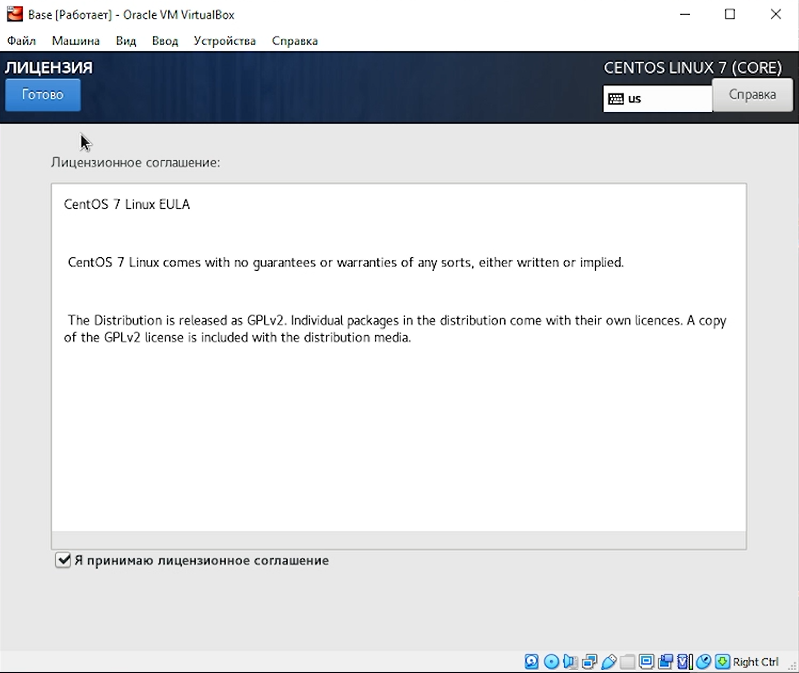 Base [Работает] - Oracle VM VirtualBox
Файл Машина Вид Ввод Устройства Справка
ЛИЦЕНЗИЯ
CENTOS LINUX 7 (CORE)
Готово
us
Справка
Лицензионное соглашение:
CentOS 7 Linux EULA
CentOS 7 Linux comes with no guarantees or warranties of any sorts, either written or implied.
The Distribution is released as GPLv2. Individual packages in the distribution come with their own licences. A copy
of the GPLv2 license is included with the distribution media.
Я принимаю лицензионное соглашение
Right Ctrl